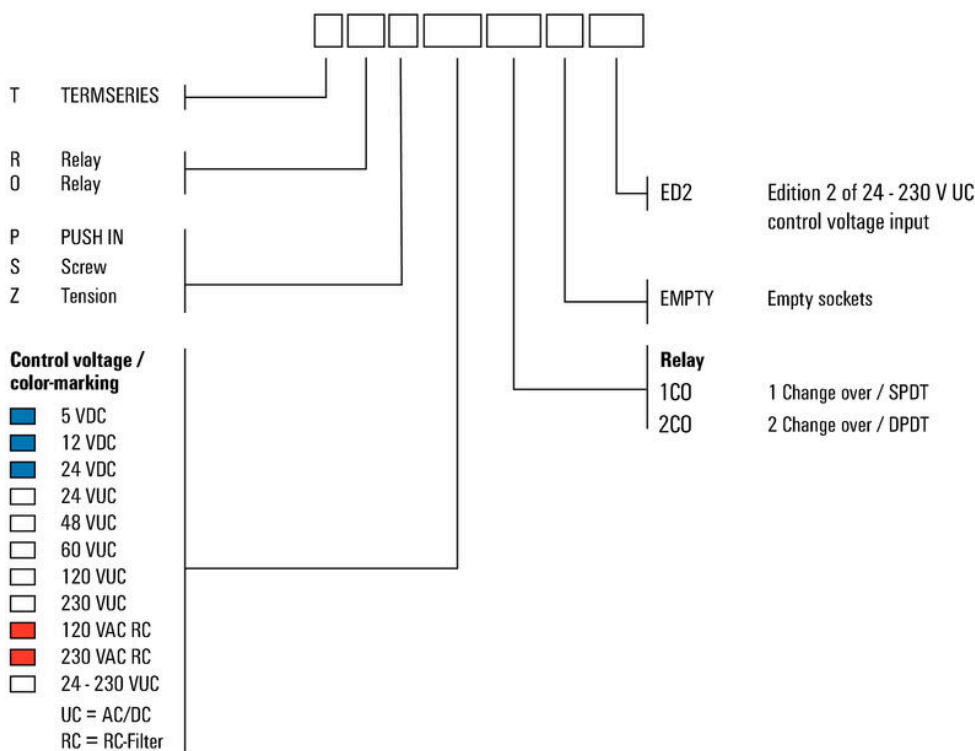 T TERMSERIES
R Relay
O Relay
P PUSH IN
S Screw
Z Tension
Control voltage /
color-marking
5 VDC
12 VDC
24 VDC
24 VUC
48 VUC
60 VUC
120 VUC
230 VUC
120 VAC RC
230 VAC RC
24 - 230 VUC
UC = AC/DC
RC = RC-Filter
ED2 Edition 2 of 24 - 230 V UC
control voltage input
EMPTY Empty sockets
Relay
1CO 1 Change over / SPDT
2CO 2 Change over / DPDT